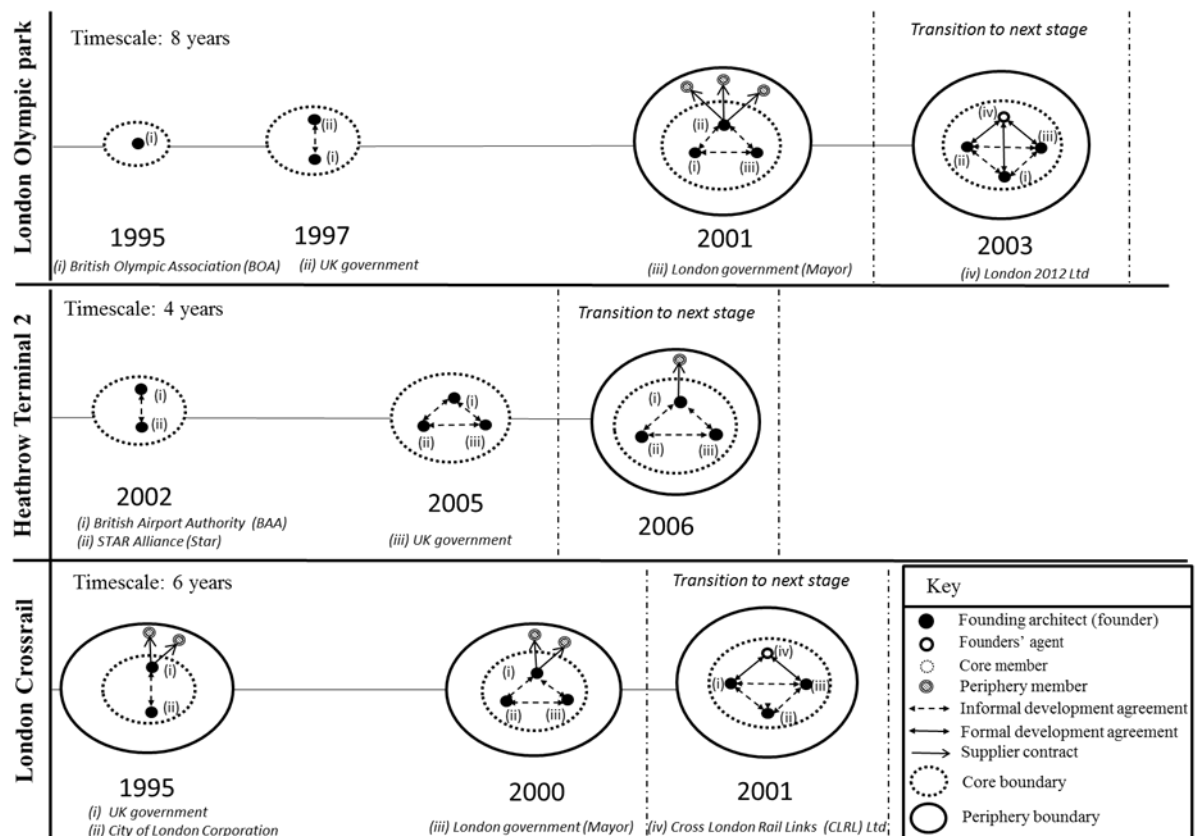 London Olympic park
Timescale: 8 years
Transition to next stage
(i)
(ii)
(i)
(ii)
(i)
(iii)
(iv)
(ii)
(iii)
(i)
1995
1997
2001
2003
(i) British Olympic Association (BOA)
(ii) UK government
(iii) London government (Mayor)
(iv) London 2012 Ltd
Heathrow Terminal 2
Timescale: 4 years
Transition to next stage
(i)
(ii)
(i)
(ii)
(iii)
(i)
(ii)
(iii)
2002
2005
2006
(i) British Airport Authority (BAA)
(ii) STAR Alliance (Star)
(iii) UK government
London Crossrail
Timescale: 6 years
Transition to next stage
(i)
(ii)
(i)
(ii)
(iii)
(iv)
(i)
(iii)
(ii)
1995
2000
2001
(i) UK government
(ii) City of London Corporation
(iii) London government (Mayor)
(iv) Cross London Rail Links (CLRL) Ltd
Key
Founding architect (founder)
Founders' agent
Core member
Periphery member
Informal development agreement
Formal development agreement
Supplier contract
Core boundary
Periphery boundary